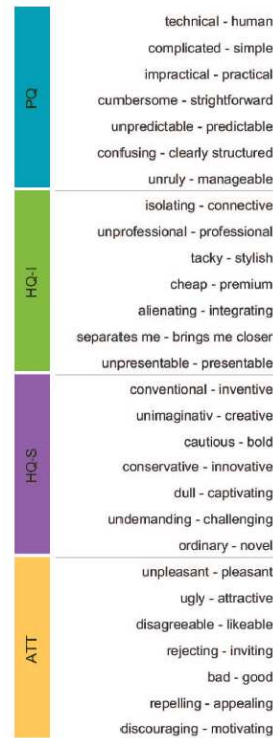 PQ
technical - human
complicated - simple
impractical - practical
cumbersome - strightforward
unpredictable - predictable
confusing - clearly structured
unruly - manageable
HQ-I
isolating - connective
unprofessional - professional
tacky - stylish
cheap - premium
alienating - integrating
separates me - brings me closer
unpresentable - presentable
HQ-S
conventional - inventive
unimaginativ - creative
cautious - bold
conservative - innovative
dull - captivating
undemanding - challenging
ordinary - novel
ATT
unpleasant - pleasant
ugly - attractive
disagreeable - likeable
rejecting - inviting
bad - good
repelling - appealing
discouraging - motivating